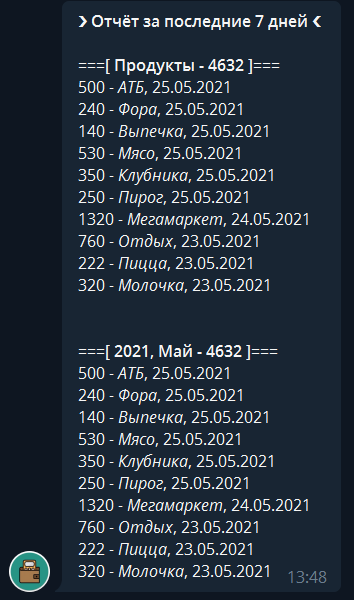 ❩ Отчёт за последние 7 дней ❨
===[ Продукты - 4632 ]===
500 - АТБ, 25.05.2021
240 - Фора, 25.05.2021
140 - Выпечка, 25.05.2021
530 - Мясо, 25.05.2021
350 - Клубника, 25.05.2021
250 - Пирог, 25.05.2021
1320 - Мегамаркет, 24.05.2021
760 - Отдых, 23.05.2021
222 - Пицца, 23.05.2021
320 - Молочка, 23.05.2021
===[ 2021, Май - 4632 ]===
500 - АТБ, 25.05.2021
240 - Фора, 25.05.2021
140 - Выпечка, 25.05.2021
530 - Мясо, 25.05.2021
350 - Клубника, 25.05.2021
250 - Пирог, 25.05.2021
1320 - Мегамаркет, 24.05.2021
760 - Отдых, 23.05.2021
222 - Пицца, 23.05.2021
320 - Молочка, 23.05.2021
13:48